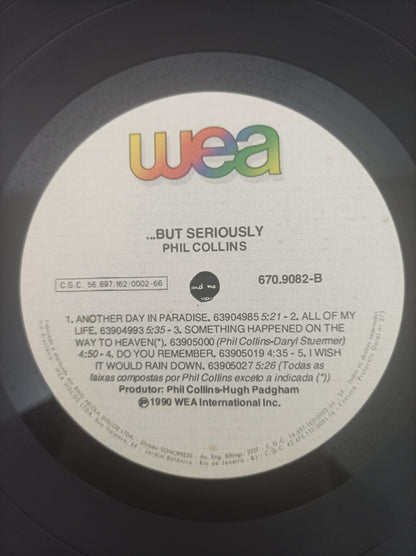 wea
...BUT SERIOUSLY
PHIL COLLINS
C.G.C. 56.697.162/0002-66
670.9082-B
1. ANOTHER DAY IN PARADISE. 63904985 5:21 - 2. ALL OF MY
LIFE. 63904993 5:35 - 3. SOMETHING HAPPENED ON THE
WAY TO HEAVEN(*). 63905000 (Phil Collins-Daryl Stuermer)
4:50 - 4. DO YOU REMEMBER. 63905019 4:35 - 5. I WISH
IT WOULD RAIN DOWN. 63905027 5:26 (Todas as
faixas compostas por Phil Collins exceto a indicada (*))
Produtor: Phil Collins-Hugh Padgham
Ⓟ©1990 WEA International Inc.